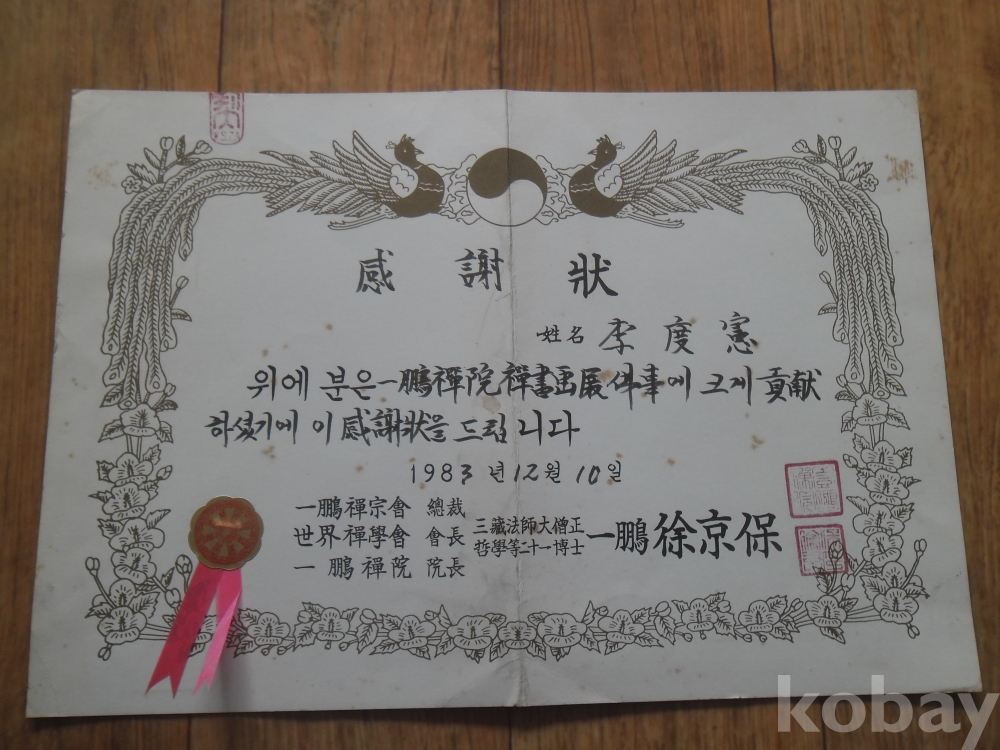 感謝狀
姓名 李度憲
위에 분은 一鵬禪院禪書画展 件事에 크게 貢献
하셨기에 이 感謝狀을 드립니다
1983년 12월 10일
一鵬禪宗會 總裁
世界禪學會 會長
一鵬禪院 院長
三藏法師大僧正
哲學等二十一博士
一鵬 徐京保
kobay